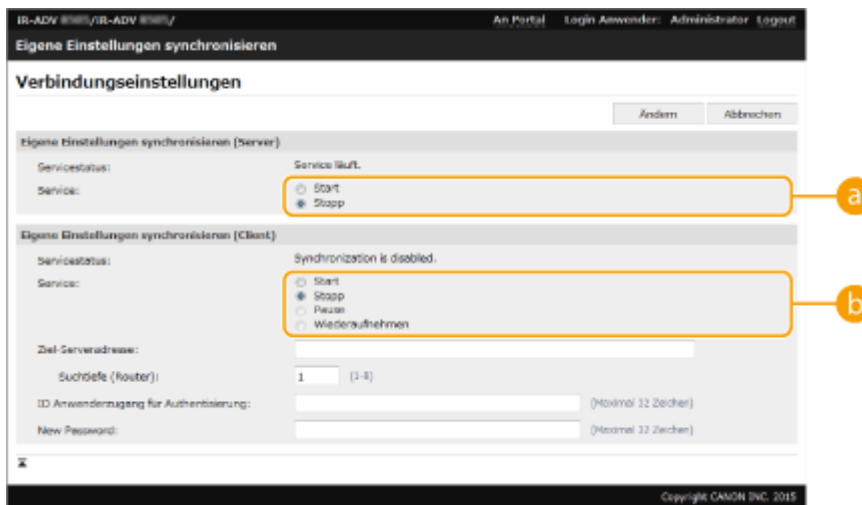 iR-ADV /iR-ADV / An Portal Login Anwender: Administrator Logout
Eigene Einstellungen synchronisieren
Verbindungseinstellungen
Ändern Abbrechen
Eigene Einstellungen synchronisieren (Server)
Servicestatus: Service läuft.
Service: Start
Stopp
a
Eigene Einstellungen synchronisieren (Client)
Servicestatus: Synchronization is disabled.
Service: Start
Stopp
Pause
Wiederaufnehmen
b
Ziel-Serveradresse:
Suchtiefe (Router): 1 (1-8)
ID Anwenderzugang für Authentisierung: (Maximal 32 Zeichen)
New Password: (Maximal 32 Zeichen)
Copyright CANON INC. 2015